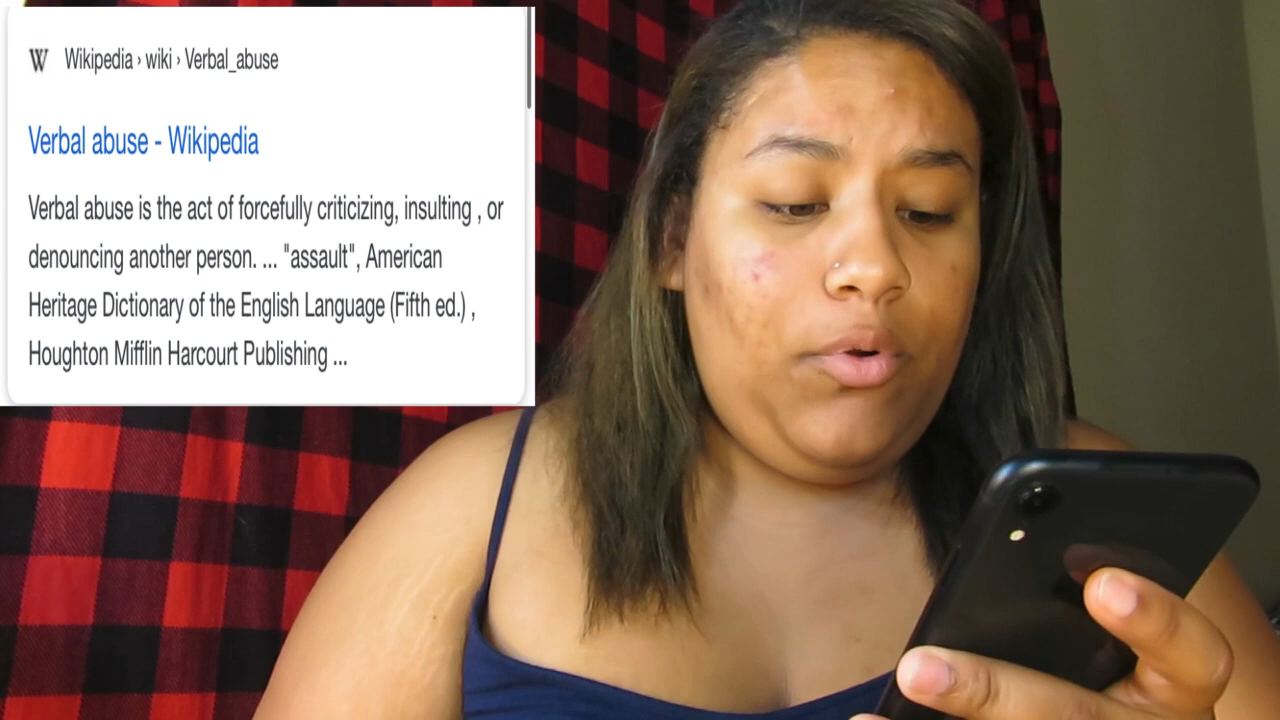 W Wikipedia › wiki › Verbal_abuse
Verbal abuse - Wikipedia
Verbal abuse is the act of forcefully criticizing, insulting , or
denouncing another person. ... "assault", American
Heritage Dictionary of the English Language (Fifth ed.) ,
Houghton Mifflin Harcourt Publishing ...